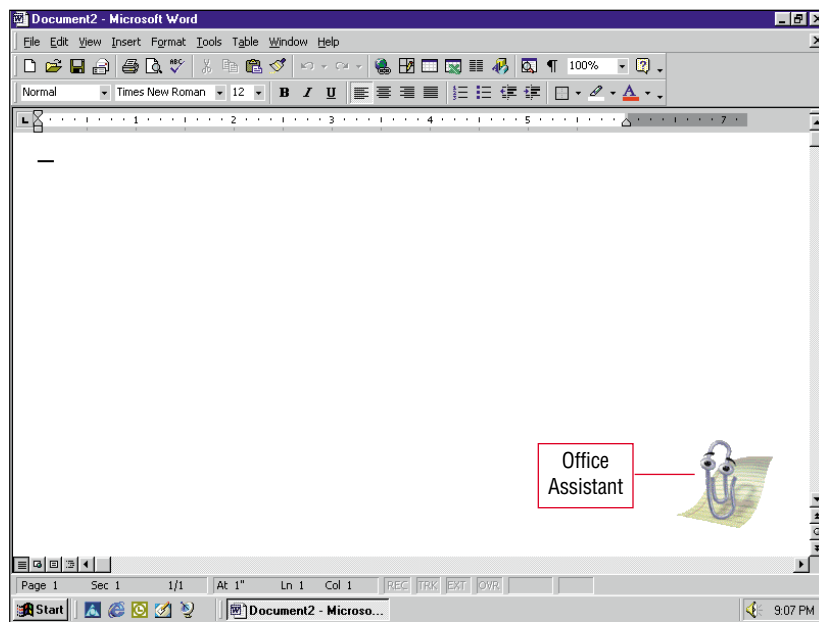 Document2 - Microsoft Word
File Edit View Insert Format Tools Table Window Help
ABC 100%
Normal Times New Roman 12 B I U A
1 2 3 4 5 7
Office
Assistant
Page 1 Sec 1 1/1 At 1" Ln 1 Col 1 REC TRK EXT OVR
Start Document2 - Microso... 9:07 PM